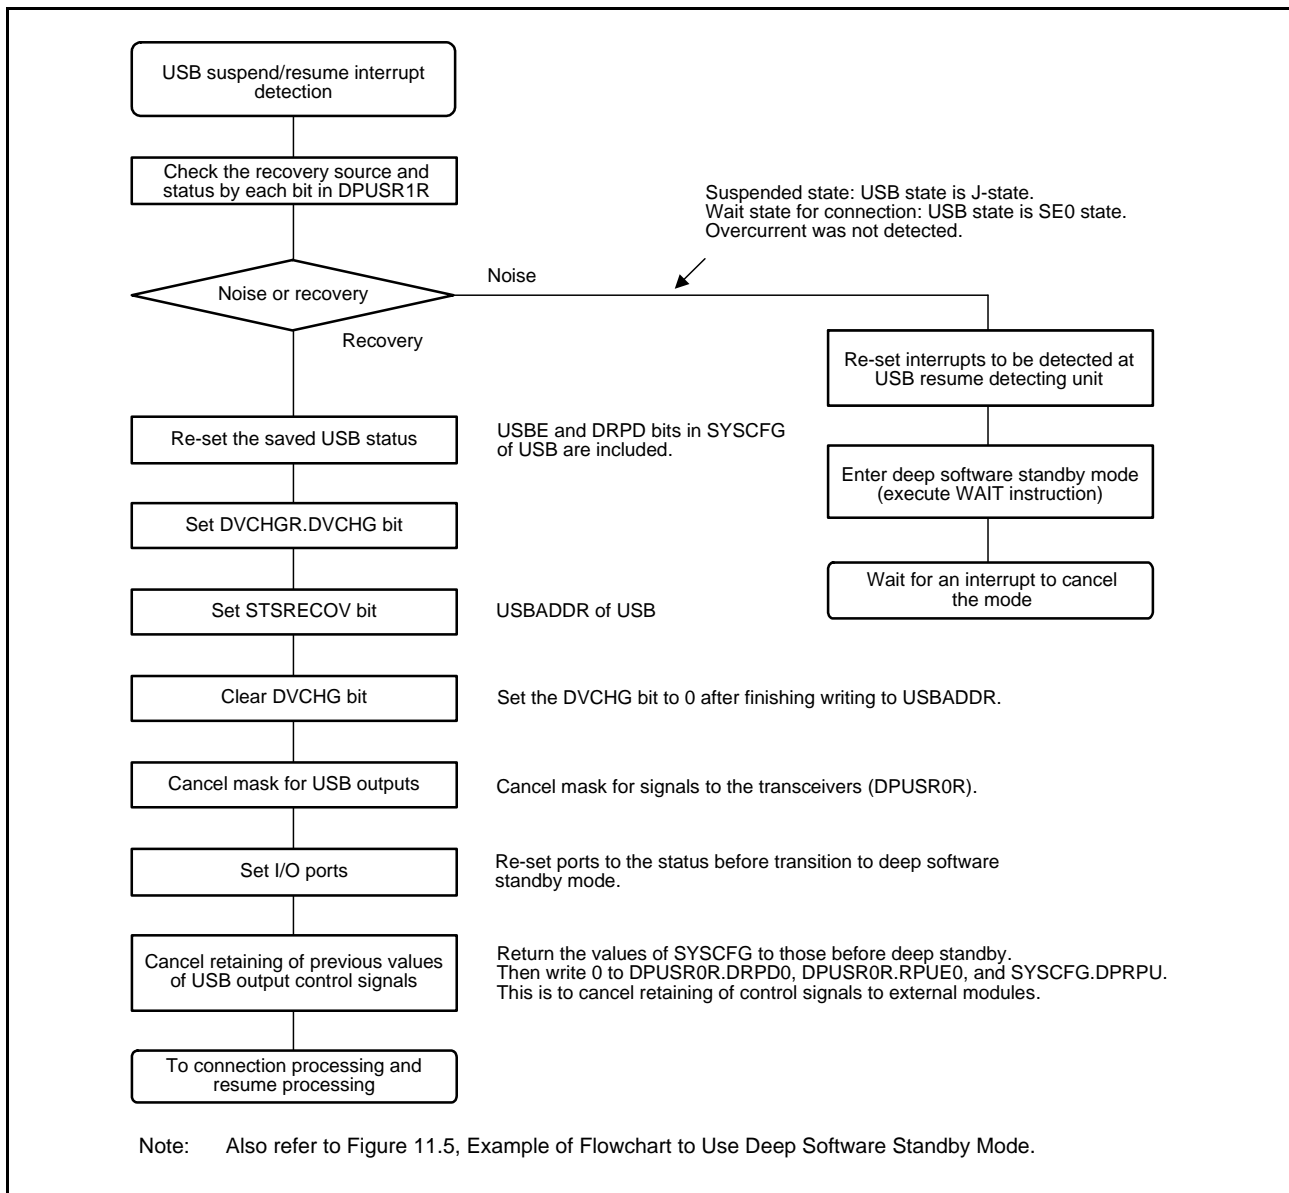 USB suspend/resume interrupt
detection
Check the recovery source and
status by each bit in DPUSR1R
Suspended state: USB state is J-state.
Wait state for connection: USB state is SE0 state.
Overcurrent was not detected.
Noise or recovery
Noise
Recovery
Re-set interrupts to be detected at
USB resume detecting unit
Enter deep software standby mode
(execute WAIT instruction)
Wait for an interrupt to cancel
the mode
Re-set the saved USB status
USBE and DRPD bits in SYSCFG
of USB are included.
Set DVCHGR.DVCHG bit
Set STSRECOV bit
USBADDR of USB
Clear DVCHG bit
Set the DVCHG bit to 0 after finishing writing to USBADDR.
Cancel mask for USB outputs
Cancel mask for signals to the transceivers (DPUSR0R).
Set I/O ports
Re-set ports to the status before transition to deep software
standby mode.
Cancel retaining of previous values
of USB output control signals
Return the values of SYSCFG to those before deep standby.
Then write 0 to DPUSR0R.DRPD0, DPUSR0R.RPUE0, and SYSCFG.DPRPU.
This is to cancel retaining of control signals to external modules.
To connection processing and
resume processing
Note: Also refer to Figure 11.5, Example of Flowchart to Use Deep Software Standby Mode.